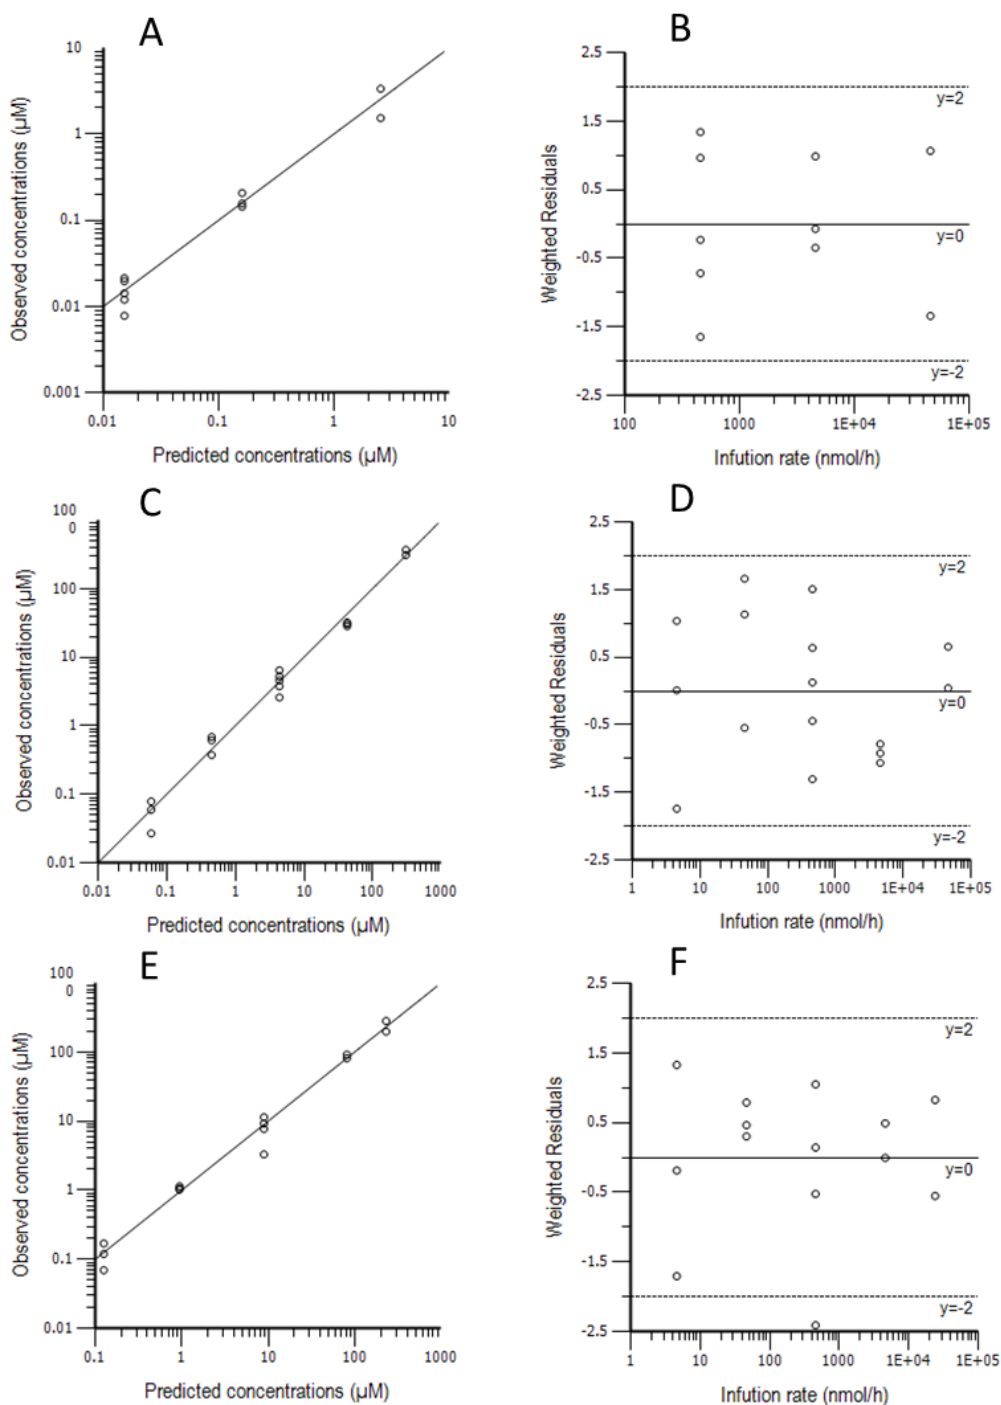 A
Observed concentrations (µM)
10
1
0.1
0.01
0.001
0.01 0.1 1 10
Predicted concentrations (µM)
B
Weighted Residuals
2.5
1.5
0.5
-0.5
-1.5
-2.5
y=2
y=0
y=-2
100 1000 1E+04 1E+05
Infution rate (nmol/h)
C
Observed concentrations (µM)
100
0
100
10
1
0.1
0.01
0.01 0.1 1 10 100 1000
Predicted concentrations (µM)
D
Weighted Residuals
2.5
1.5
0.5
-0.5
-1.5
-2.5
y=2
y=0
y=-2
1 10 100 1000 1E+04 1E+05
Infution rate (nmol/h)
E
Observed concentrations (µM)
100
0
100
10
1
0.1
0.01
0.1 1 10 100 1000
Predicted concentrations (µM)
F
Weighted Residuals
2.5
1.5
0.5
-0.5
-1.5
-2.5
y=2
y=0
y=-2
1 10 100 1000 1E+04 1E+05
Infution rate (nmol/h)